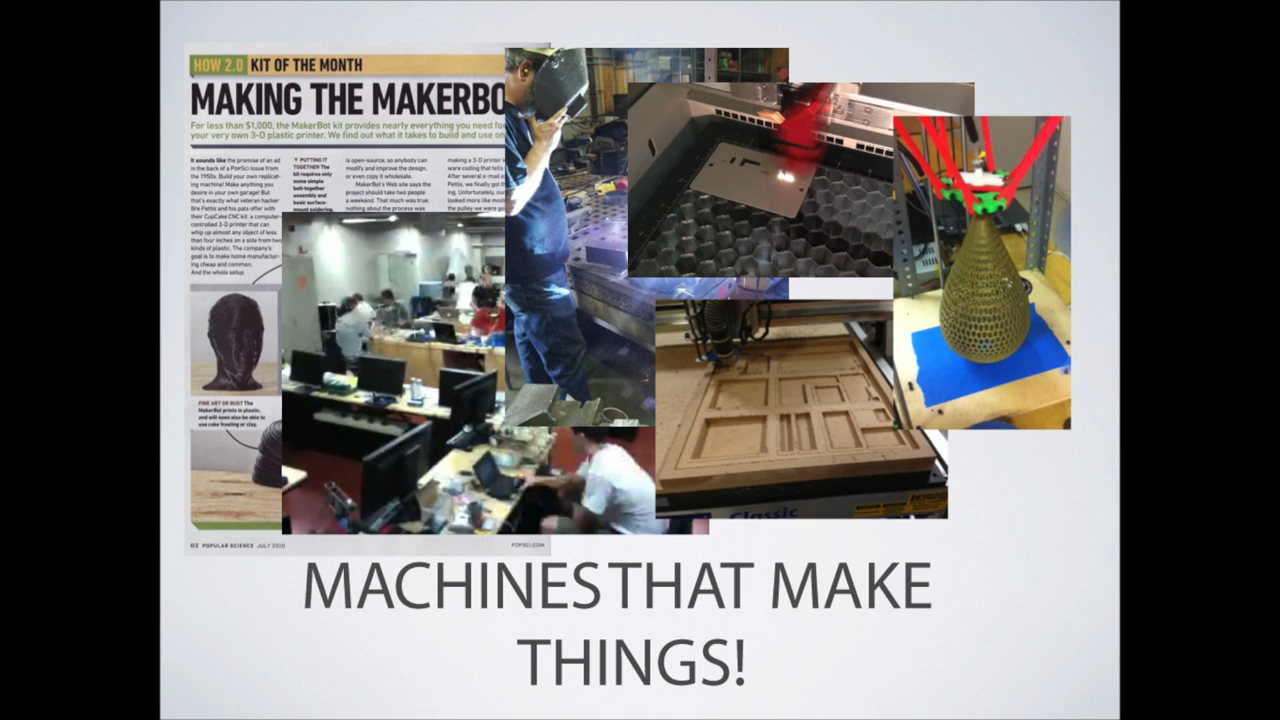 HOW 2.0 KIT OF THE MONTH
MAKING THE MAKERBO
For less than $1,000, the MakerBot kit provides nearly everything you need for
your very own 3-D plastic printer. We find out what it takes to build and use on
It sounds like the promise of an ad
in the back of a POPSCI issue from
the 1950s. Build your own replicat-
ing machine! Make anything you
desire in your own garage! But
that's exactly what veteran hacker
Bre Pettis and his pals offer with
their CupCake CNC kit: a computer-
controlled 3-D printer that can
whip up almost any object of less
than four inches on a side from two
kinds of plastic. The company's
goal is to make home manufactur-
ing cheap and common.
And the whole setup
PUTTING IT
TOGETHER The
kit requires only
some simple
bolt-together
assembly and
basic surface-
mount soldering.
is open-source, so anybody can
modify and improve the design,
or even copy it wholesale.
MakerBot's Web site says the
project should take two people
a weekend. That much was true:
nothing about the process was
making a 3-D printer i
ware coding that tells
After several e-mail e
Pettis, we finally got th
ing. Unfortunately, our
looked more like mod
the pulley we were go
FINE ART OR BUST The
MakerBot prints in plastic,
and will soon also be able to
use cake frosting or clay.
82 POPULAR SCIENCE JULY 2010
POPSCI.COM
Classic
MACHINES THAT MAKE
THINGS!